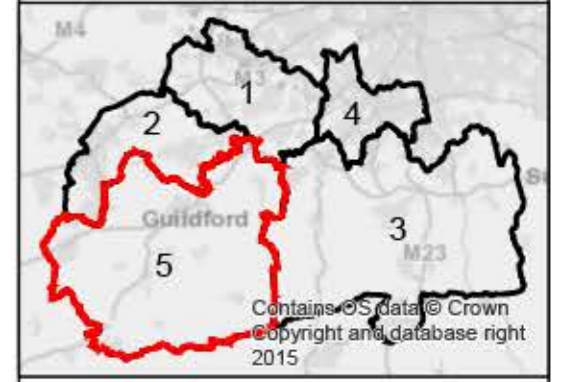 M4
M3
1
4
2
Guildford
3
M23
5
Contains OS data © Crown
Copyright and database right
2015